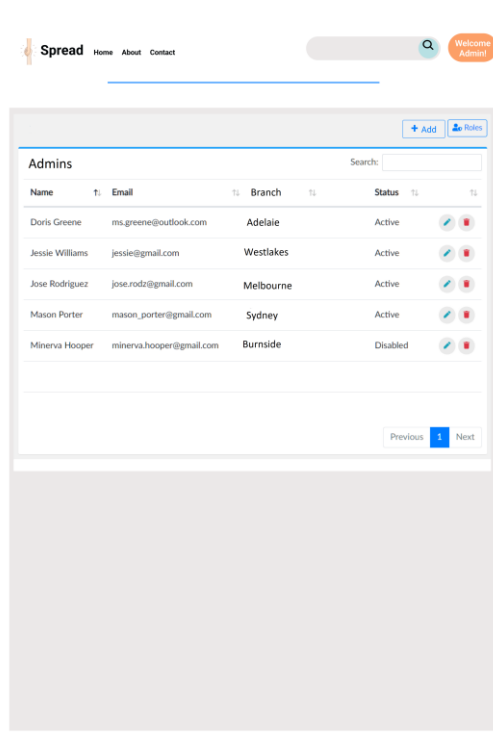 Spread Home About Contact
Welcome Admin!
+ Add
Roles
Admins
Search:
Name Email Branch Status
Doris Greene ms.greene@outlook.com Adelaie Active
Jessie Williams jessie@gmail.com Westlakes Active
Jose Rodriguez jose.rodz@gmail.com Melbourne Active
Mason Porter mason_porter@gmail.com Sydney Active
Minerva Hooper minerva.hooper@gmail.com Burnside Disabled
Previous 1 Next